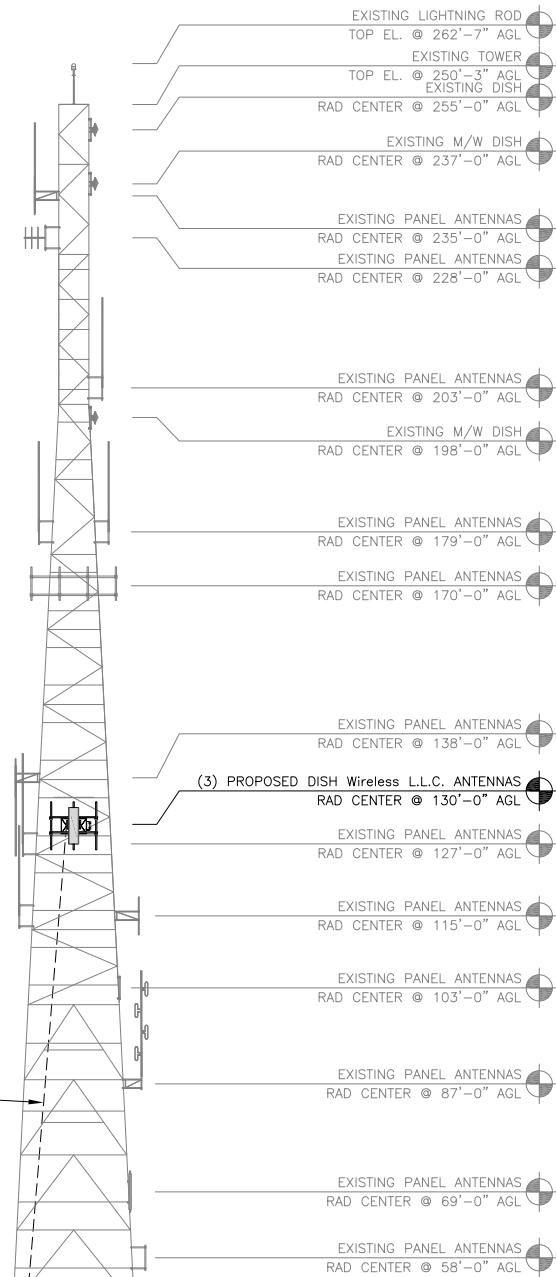 EXISTING LIGHTNING ROD
TOP EL. @ 262'-7" AGL
EXISTING TOWER
TOP EL. @ 250'-3" AGL
EXISTING DISH
RAD CENTER @ 255'-0" AGL
EXISTING M/W DISH
RAD CENTER @ 237'-0" AGL
EXISTING PANEL ANTENNAS
RAD CENTER @ 235'-0" AGL
EXISTING PANEL ANTENNAS
RAD CENTER @ 228'-0" AGL
EXISTING PANEL ANTENNAS
RAD CENTER @ 203'-0" AGL
EXISTING M/W DISH
RAD CENTER @ 198'-0" AGL
EXISTING PANEL ANTENNAS
RAD CENTER @ 179'-0" AGL
EXISTING PANEL ANTENNAS
RAD CENTER @ 170'-0" AGL
EXISTING PANEL ANTENNAS
RAD CENTER @ 138'-0" AGL
(3) PROPOSED DISH Wireless L.L.C. ANTENNAS
RAD CENTER @ 130'-0" AGL
EXISTING PANEL ANTENNAS
RAD CENTER @ 127'-0" AGL
EXISTING PANEL ANTENNAS
RAD CENTER @ 115'-0" AGL
EXISTING PANEL ANTENNAS
RAD CENTER @ 103'-0" AGL
EXISTING PANEL ANTENNAS
RAD CENTER @ 87'-0" AGL
EXISTING PANEL ANTENNAS
RAD CENTER @ 69'-0" AGL
EXISTING PANEL ANTENNAS
RAD CENTER @ 58'-0" AGL